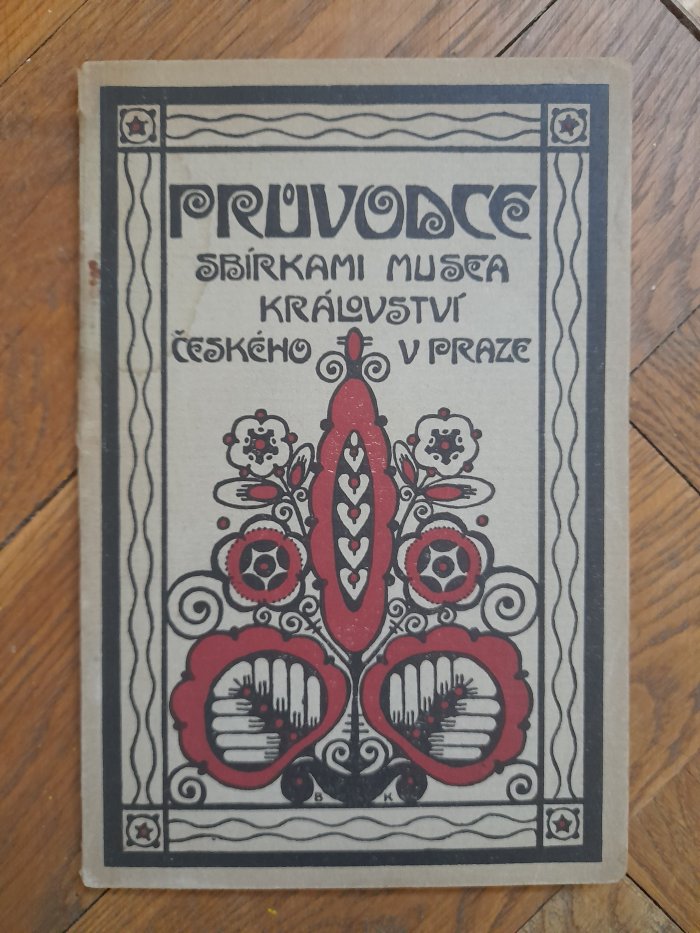 PRŮVODCE
SBÍRKAMI MUSEA
KRÁLOVSTVÍ
ČESKÉHO V PRAZE
B K